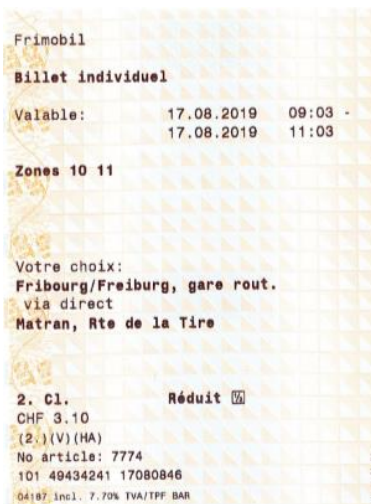 Frimobil
Billet individuel
Valable: 17.08.2019 09:03 -
17.08.2019 11:03
Zones 10 11
Votre choix:
Fribourg/Freiburg, gare rout.
via direct
Matran, Rte de la Tire
2. Cl. Réduit ½
CHF 3.10
(2.)(V)(HA)
No article: 7774
101 49434241 17080846
04187 incl. 7.70% TVA/TPF BAR